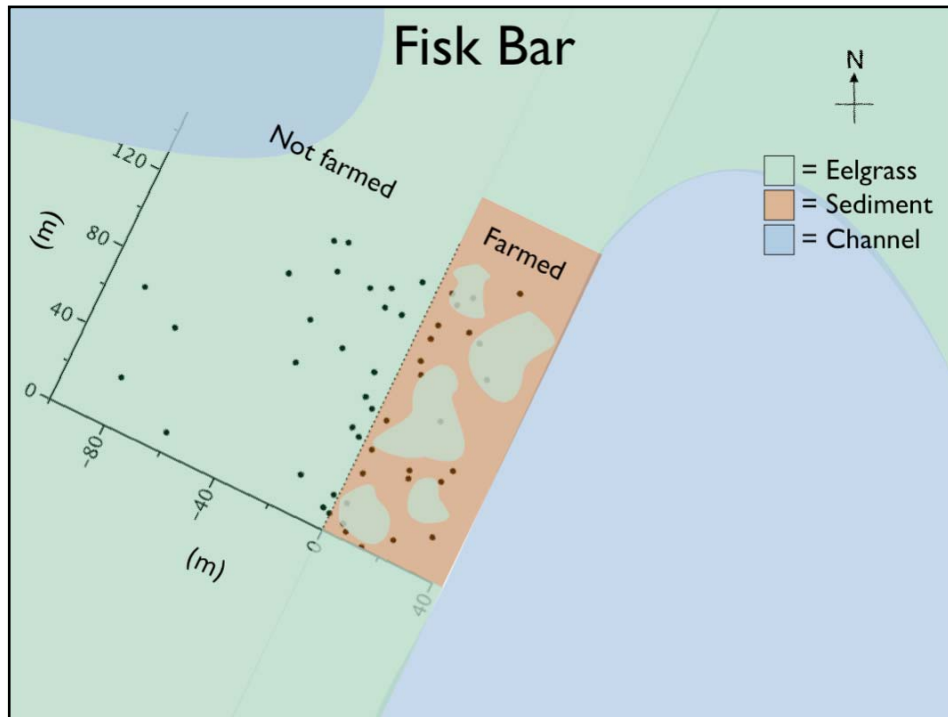 Fisk Bar
N
Not farmed
120
80
40
0
(m)
Farmed
= Eelgrass
= Sediment
= Channel
-80
-40
0
40
(m)